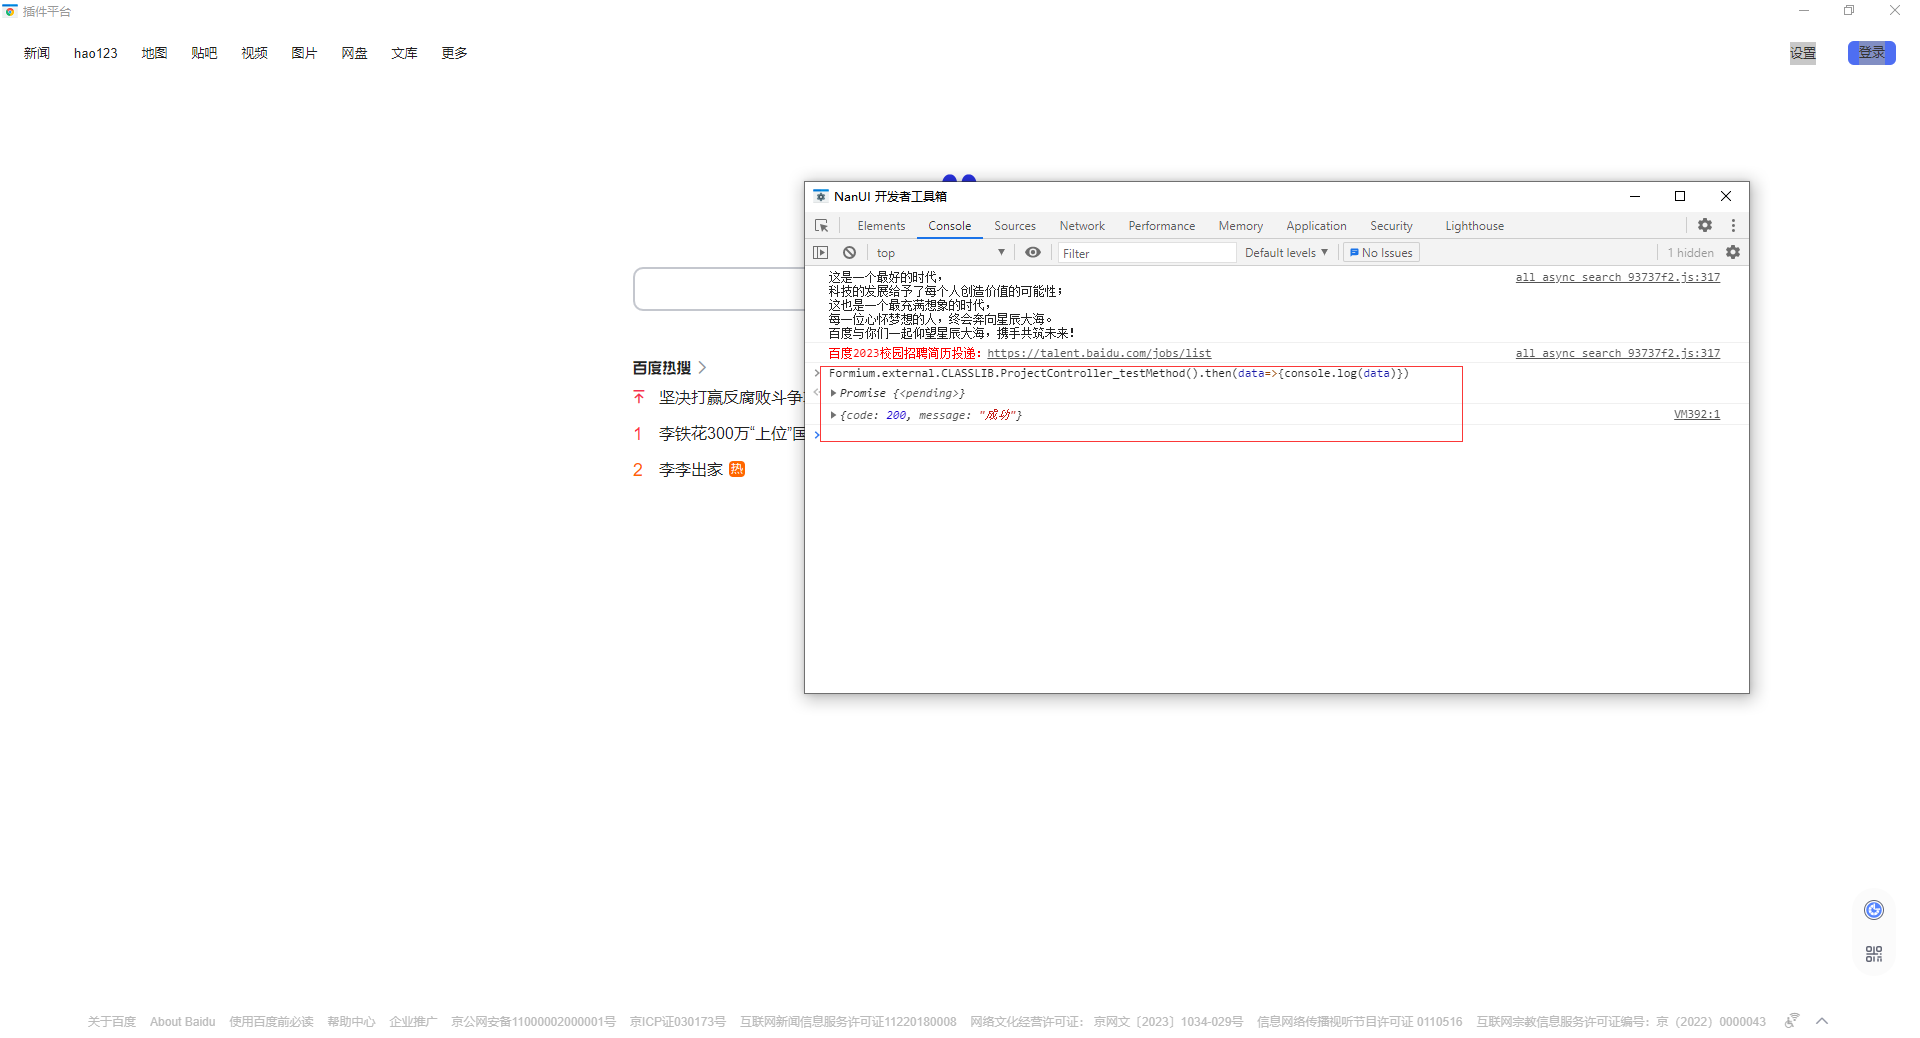 插件平台
新闻 hao123 地图 贴吧 视频 图片 网盘 文库 更多 设置 登录
NanUI 开发者工具箱
Elements Console Sources Network Performance Memory Application Security Lighthouse
top Filter Default levels No Issues 1 hidden
这是一个最好的时代, all async search 93737f2.js:317
科技的发展给予了每个人创造价值的可能性;
这也是一个最充满想象的时代,
每一位心怀梦想的人，终会奔向星辰大海。
百度与你们一起仰望星辰大海，携手共筑未来!
百度2023校园招聘简历投递: https://talent.baidu.com/jobs/list all async search 93737f2.js:317
> Formium.external.CLASSLIB.ProjectController_testMethod().then(data=>{console.log(data)})
Promise {<pending>}
{code: 200, message: "成功"} VM392:1
>
百度热搜
坚决打赢反腐败斗争
1 李铁花300万“上位”国
2 李李出家 热
关于百度 About Baidu 使用百度前必读 帮助中心 企业推广 京公网安备11000002000001号 京ICP证030173号 互联网新闻信息服务许可证11220180008 网络文化经营许可证： 京网文〔2023〕1034-029号 信息网络传播视听节目许可证 0110516 互联网宗教信息服务许可证编号：京（2022）0000043